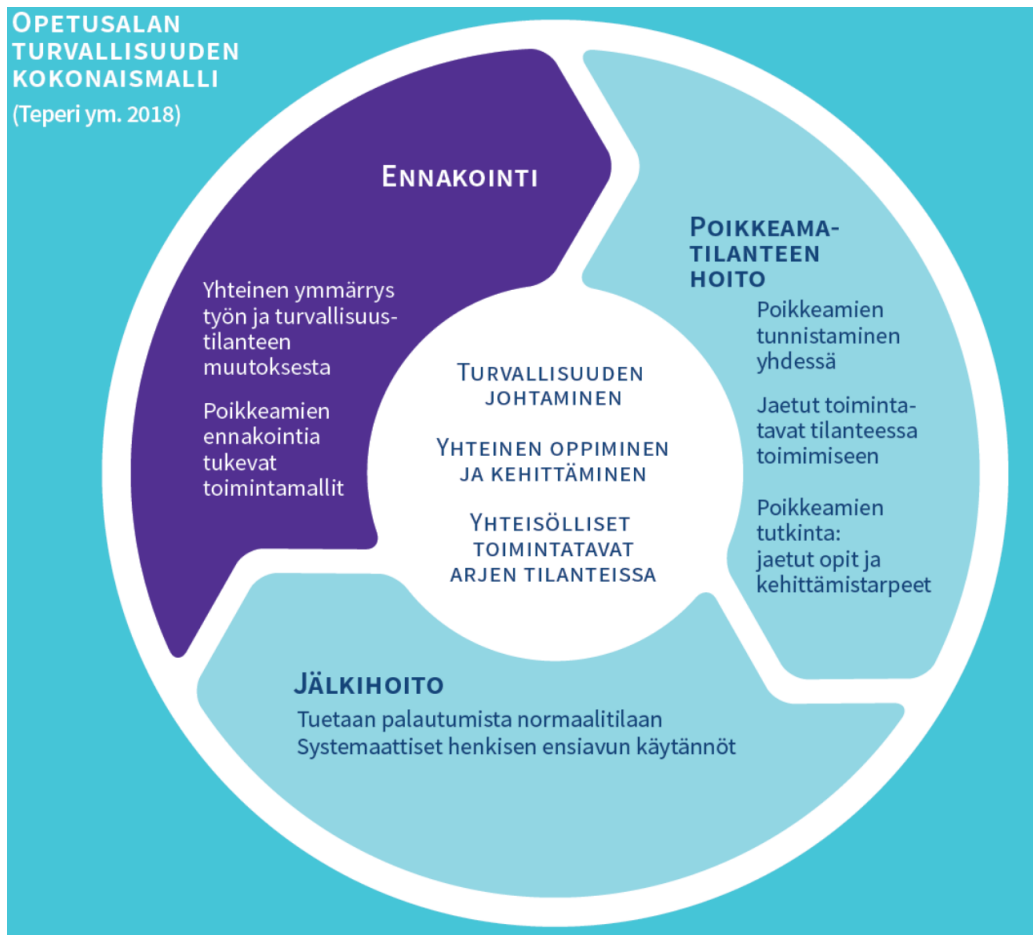 OPETUSALAN
TURVALLISUUDEN
KOKONAISMALLI
(Teperi ym. 2018)
ENNAKOINTI
Yhteinen ymmärrys
työn ja turvallisuus-
tilanteen
muutoksesta
Poikkeamien
ennakointia
tukevat
toimintamallit
POIKKEAMA-
TILANTEEN
HOITO
Poikkeamien
tunnistaminen
yhdessä
Jaetut toiminta-
tavat tilanteessa
toimimiseen
Poikkeamien
tutkinta:
jaetut opit ja
kehittämistarpeet
TURVALLISUUDEN
JOHTAMINEN
YHTEINEN OPPIMINEN
JA KEHITTÄMINEN
YHTEISÖLLISET
TOIMINTATAVAT
ARJEN TILANTEISSA
JÄLKIHOITO
Tuetaan palautumista normaalitilaan
Systemaattiset henkisen ensiavun käytännöt